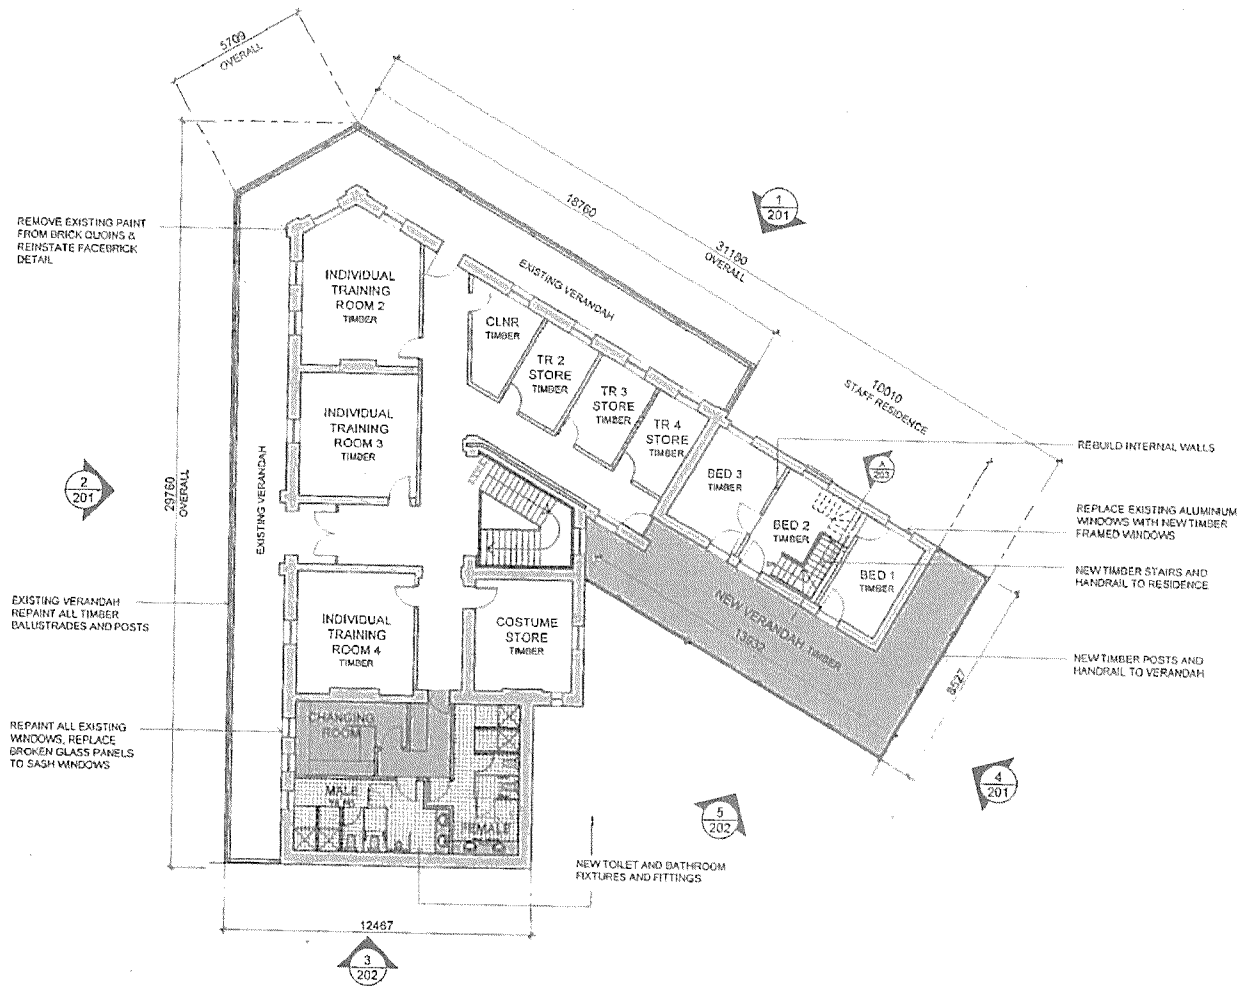 5709
OVERALL
18760
31160
OVERALL
1
201
REMOVE EXISTING PAINT
FROM BRICK QUOINS &
REINSTATE FACEBRICK
DETAIL
INDIVIDUAL
TRAINING
ROOM 2
TIMBER
EXISTING VERANDAH
CLNR
TIMBER
TR 2
STORE
TIMBER
TR 3
STORE
TIMBER
TR 4
STORE
TIMBER
10010
STAFF RESIDENCE
INDIVIDUAL
TRAINING
ROOM 3
TIMBER
BED 3
TIMBER
REBUILD INTERNAL WALLS
A
203
2
201
29760
OVERALL
EXISTING VERANDAH
BED 2
TIMBER
REPLACE EXISTING ALUMINIUM
WINDOWS WITH NEW TIMBER
FRAMED WINDOWS
BED 1
TIMBER
NEW TIMBER STAIRS AND
HANDRAIL TO RESIDENCE
EXISTING VERANDAH
REPAINT ALL TIMBER
BALUSTRADES AND POSTS
INDIVIDUAL
TRAINING
ROOM 4
TIMBER
COSTUME
STORE
TIMBER
NEW VERANDAH TIMBER
13932
8527
NEW TIMBER POSTS AND
HANDRAIL TO VERANDAH
REPAINT ALL EXISTING
WINDOWS, REPLACE
BROKEN GLASS PANELS
TO SASH WINDOWS
CHANGING
ROOM
MALE
FEMALE
4
201
5
202
NEW TOILET AND BATHROOM
FIXTURES AND FITTINGS
12467
3
202